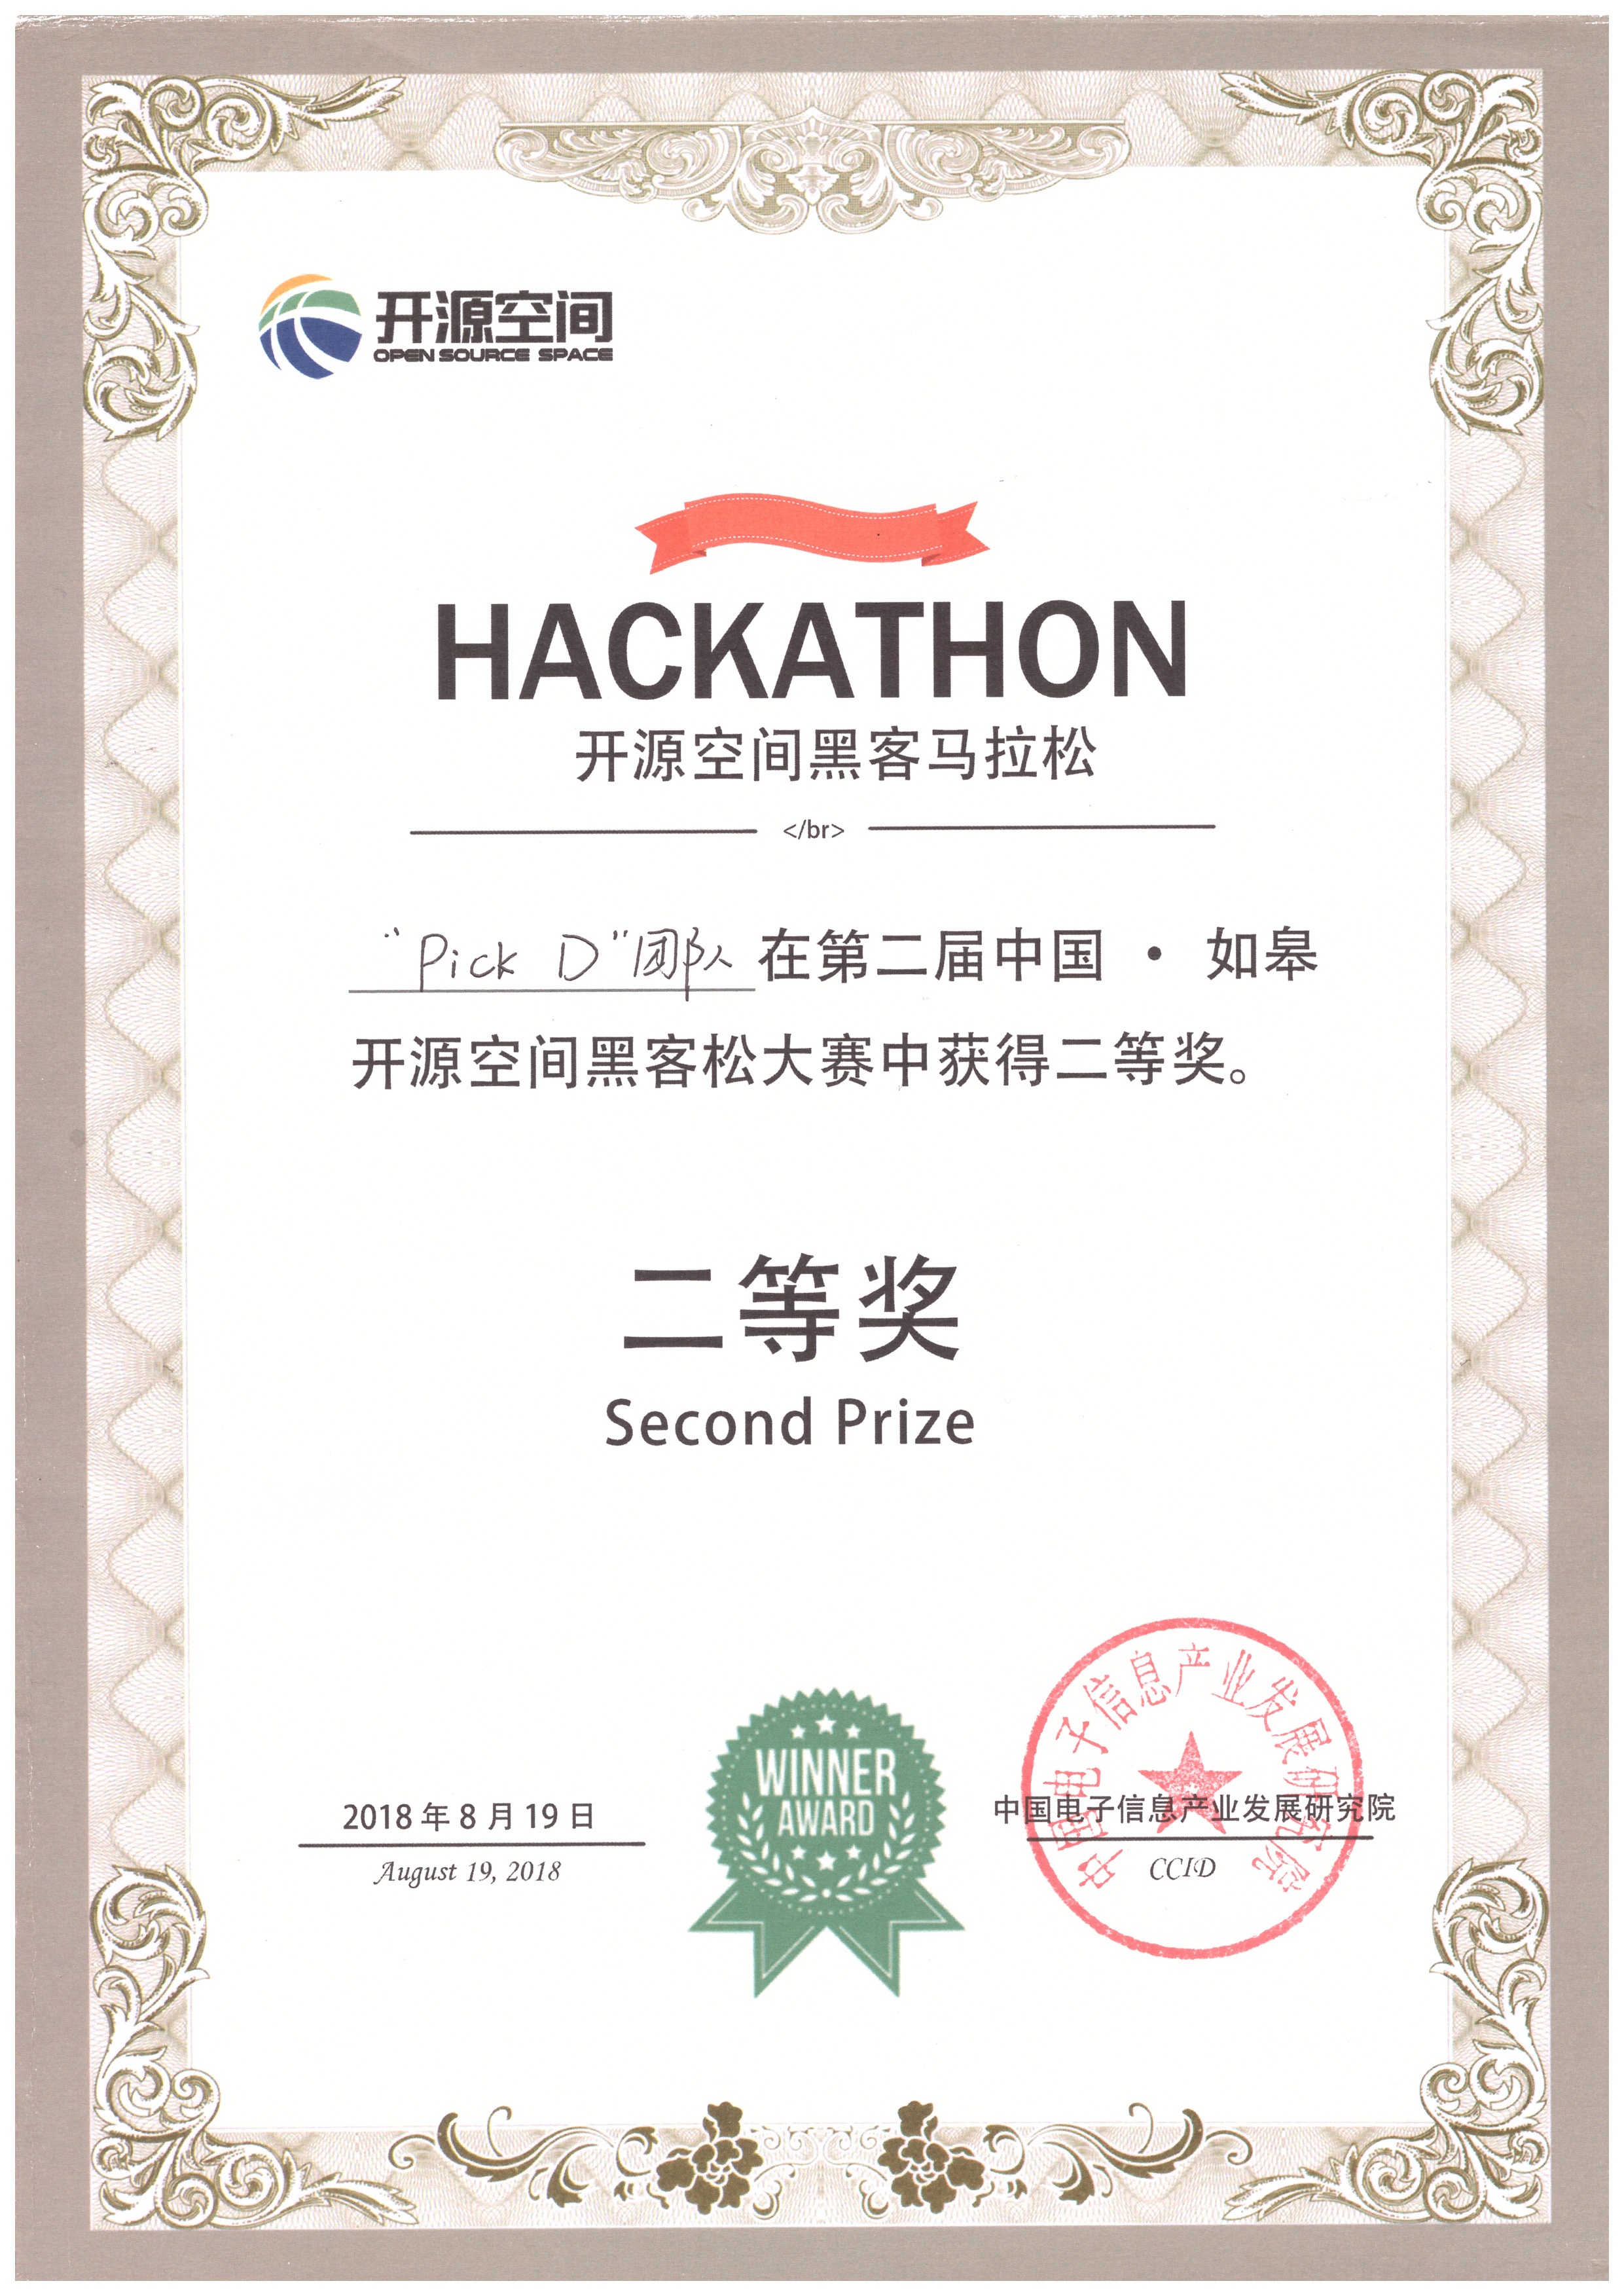 开源空间
OPEN SOURCE SPACE
HACKATHON
开源空间黑客马拉松
</br>
“Pick D”团队 在第二届中国 · 如皋
开源空间黑客松大赛中获得二等奖。
二等奖
Second Prize
WINNER
AWARD
2018 年 8 月 19 日
August 19, 2018
中国电子信息产业发展研究院
中国电子信息产业发展研究院
CCID